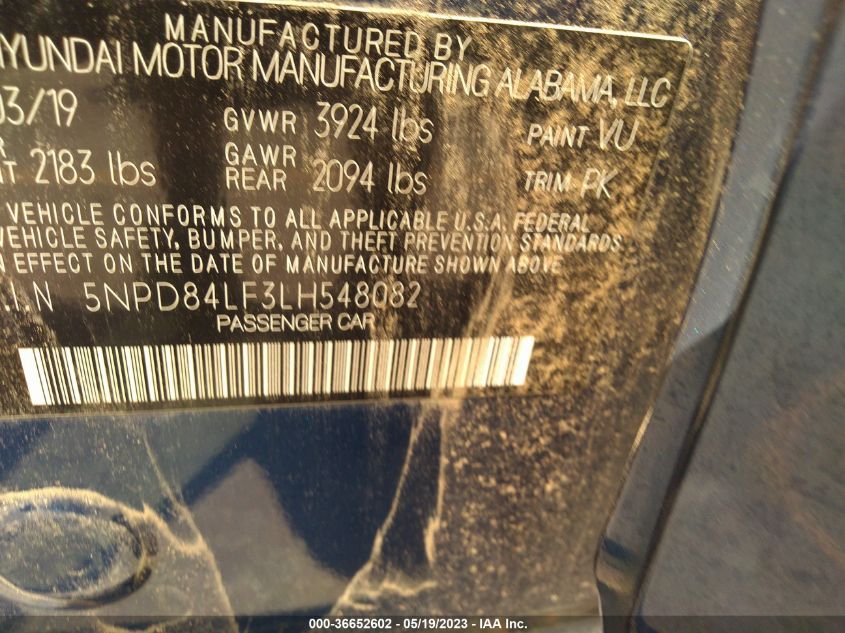 MANUFACTURED BY
HYUNDAI MOTOR MANUFACTURING ALABAMA, LLC
03/19 GVWR 3924 lbs PAINT VU
2183 lbs GAWR REAR 2094 lbs TRIM PK
VEHICLE CONFORMS TO ALL APPLICABLE U.S.A. FEDERAL
VEHICLE SAFETY, BUMPER, AND THEFT PREVENTION STANDARDS
IN EFFECT ON THE DATE OF MANUFACTURE SHOWN ABOVE
V.I.N 5NPD84LF3LH548082
PASSENGER CAR
000-36652602 - 05/19/2023 - IAA Inc.